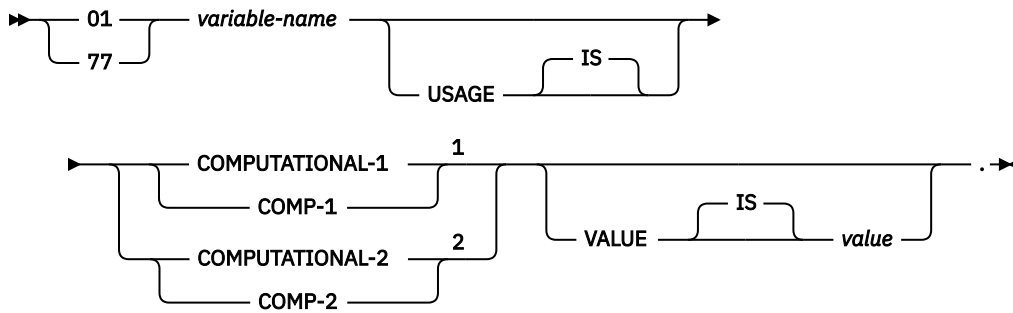 01 variable-name
IS
77
USAGE
COMPUTATIONAL-1 1
COMP-1
IS
VALUE value .
COMPUTATIONAL-2 2
COMP-2